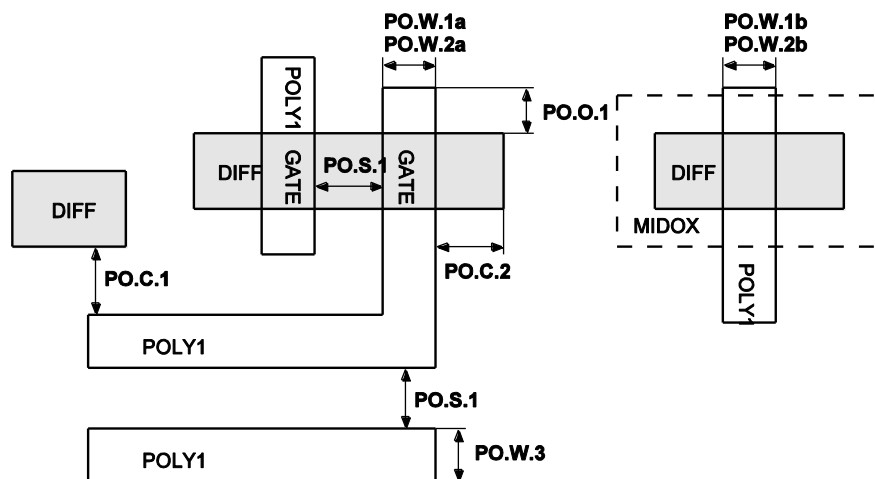 PO.W.1a
PO.W.2a
PO.W.1b
PO.W.2b
POLY1
PO.O.1
DIFF
GATE
PO.S.1
GATE
DIFF
DIFF
MIDOX
PO.C.1
PO.C.2
POLY1
POLY1
PO.S.1
POLY1
PO.W.3